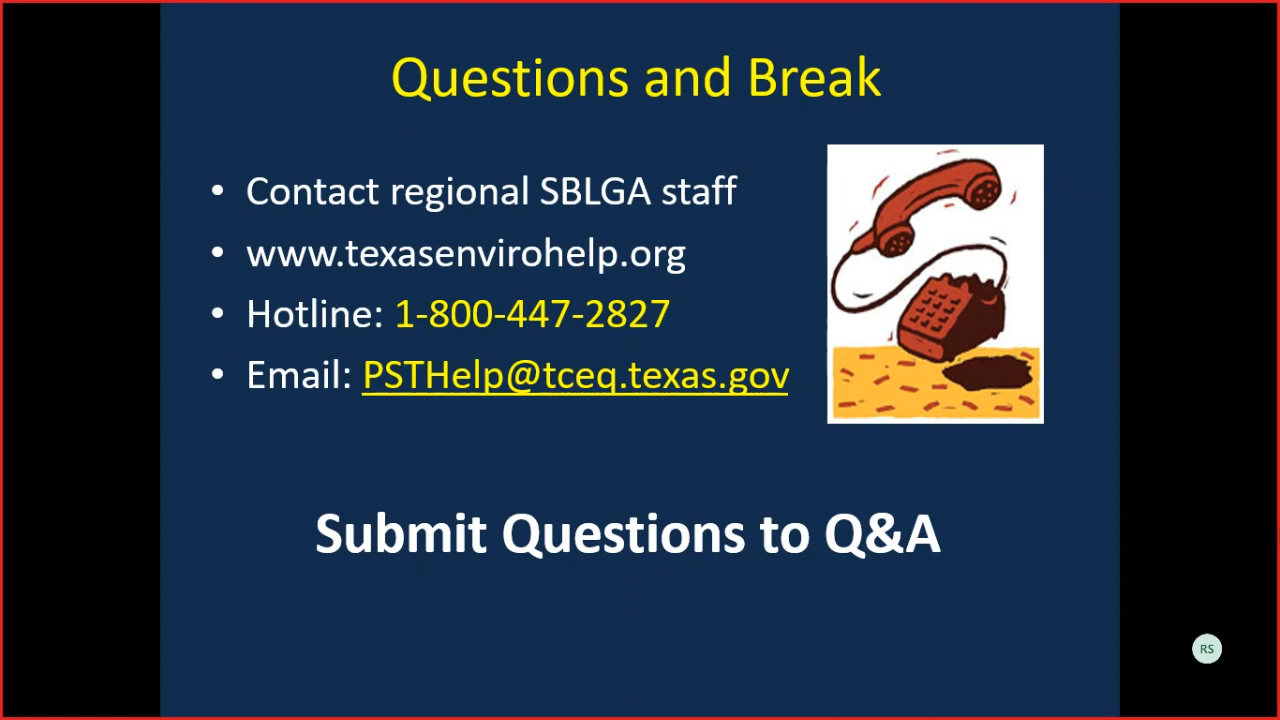 Questions and Break
• Contact regional SBLGA staff
• www.texasenvirohelp.org
• Hotline: 1-800-447-2827
• Email: PSTHelp@tceq.texas.gov
Submit Questions to Q&A
RS